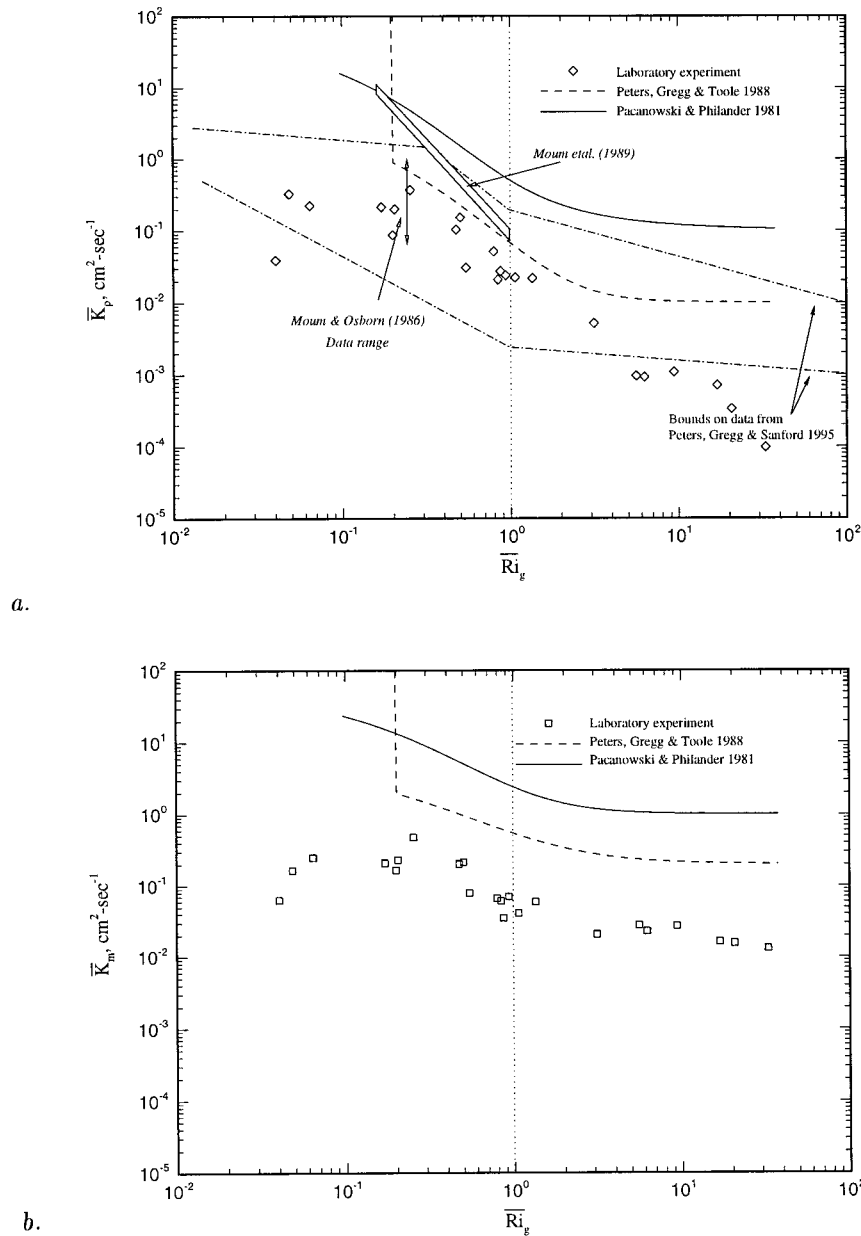 10²
10¹
10⁰
10⁻¹
10⁻²
10⁻³
10⁻⁴
10⁻⁵
K̅ρ, cm²-sec⁻¹
Laboratory experiment
Peters, Gregg & Toole 1988
Pacanowski & Philander 1981
Moum etal. (1989)
Moum & Osborn (1986)
Data range
Bounds on data from
Peters, Gregg & Sanford 1995
10⁻² 10⁻¹ 10⁰ 10¹ 10²
R̅i̅g
a.
10²
10¹
10⁰
10⁻¹
10⁻²
10⁻³
10⁻⁴
10⁻⁵
K̅m, cm²-sec⁻¹
Laboratory experiment
Peters, Gregg & Toole 1988
Pacanowski & Philander 1981
10⁻² 10⁻¹ 10⁰ 10¹ 10²
R̅i̅g
b.